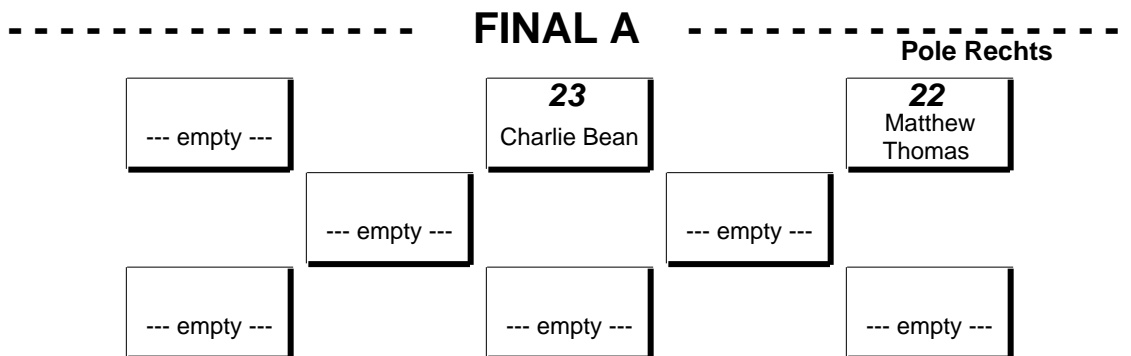 - - - - - - - - - - - - - - - - - FINAL A - - - - - - - - - - - - - - - - - -
Pole Rechts
--- empty ---
23
Charlie Bean
22
Matthew
Thomas
--- empty ---
--- empty ---
--- empty ---
--- empty ---
--- empty ---